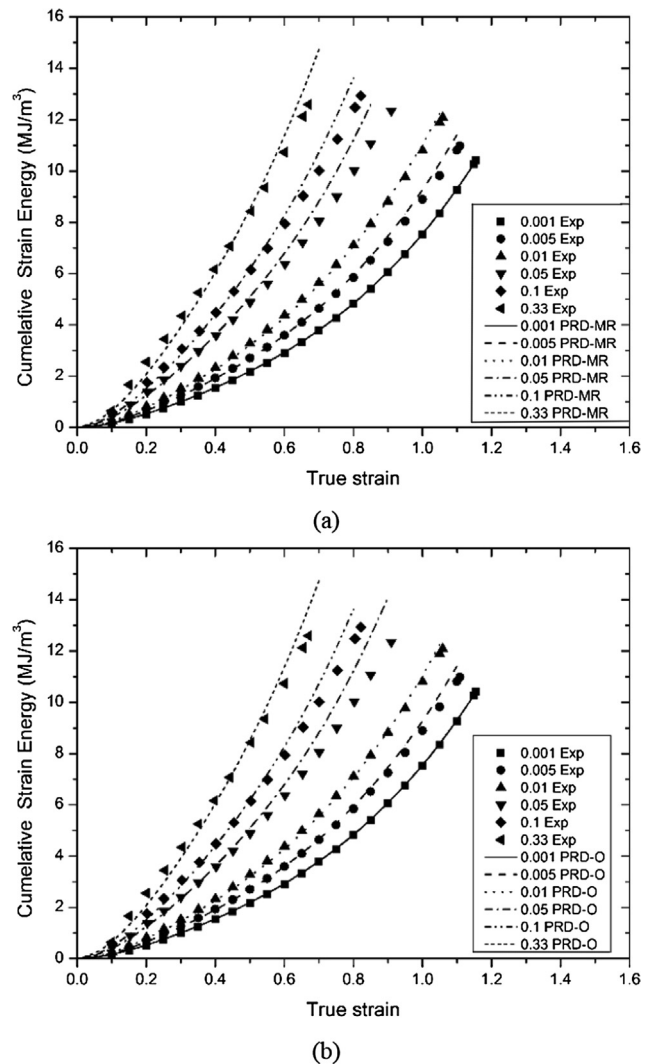 16
14
12
10
8
6
4
2
0
Cumelative Strain Energy (MJ/m³)
0.001 Exp
0.005 Exp
0.01 Exp
0.05 Exp
0.1 Exp
0.33 Exp
0.001 PRD-MR
0.005 PRD-MR
0.01 PRD-MR
0.05 PRD-MR
0.1 PRD-MR
0.33 PRD-MR
0.0 0.2 0.4 0.6 0.8 1.0 1.2 1.4 1.6
True strain
(a)
16
14
12
10
8
6
4
2
0
Cumelative Strain Energy (MJ/m³)
0.001 Exp
0.005 Exp
0.01 Exp
0.05 Exp
0.1 Exp
0.33 Exp
0.001 PRD-O
0.005 PRD-O
0.01 PRD-O
0.05 PRD-O
0.1 PRD-O
0.33 PRD-O
0.0 0.2 0.4 0.6 0.8 1.0 1.2 1.4 1.6
True strain
(b)